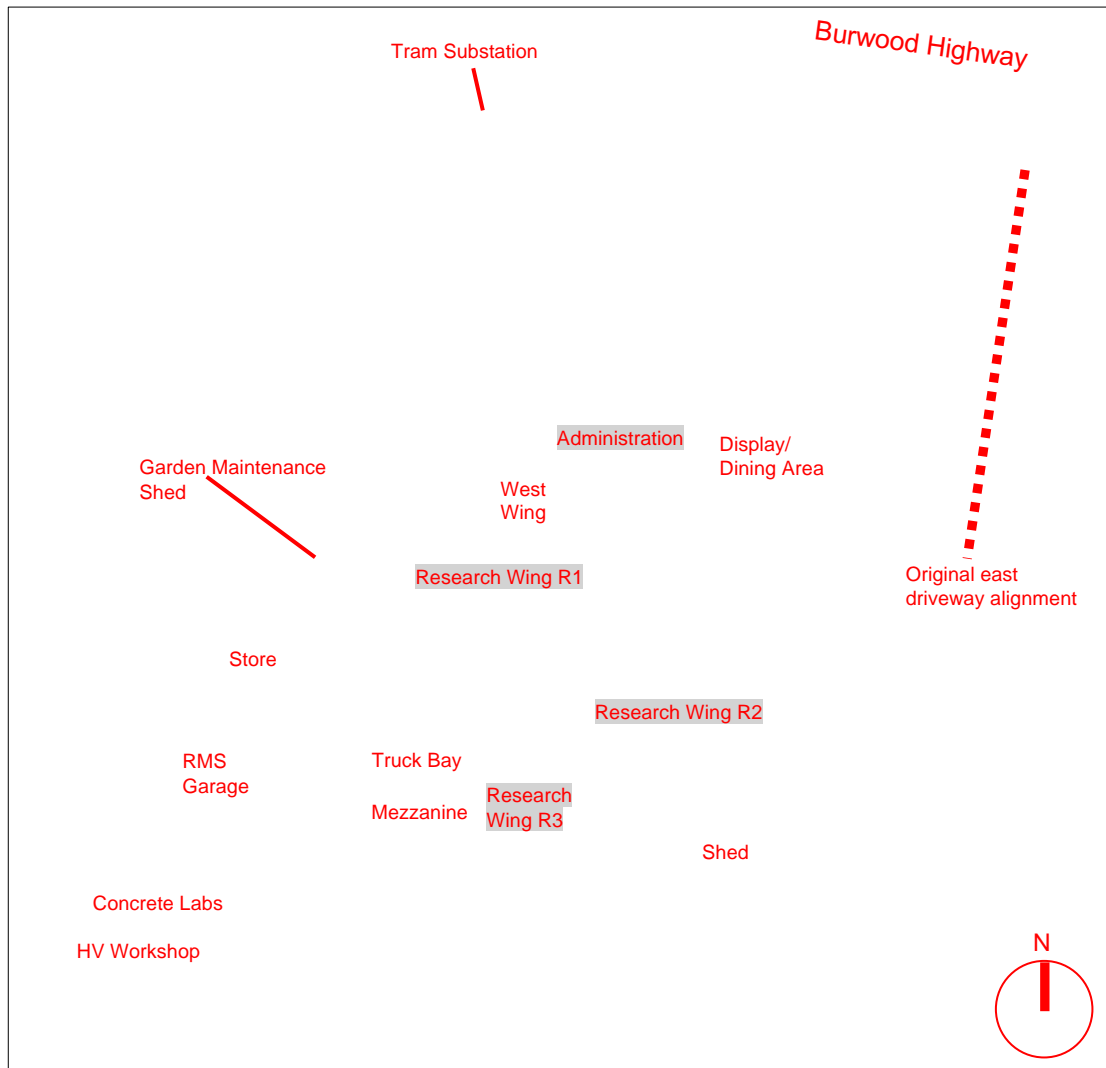 Burwood Highway
Tram Substation
Administration
Display/
Dining Area
Garden Maintenance
Shed
West
Wing
Research Wing R1
Original east
driveway alignment
Store
Research Wing R2
RMS
Garage
Truck Bay
Mezzanine
Research
Wing R3
Shed
Concrete Labs
HV Workshop
N